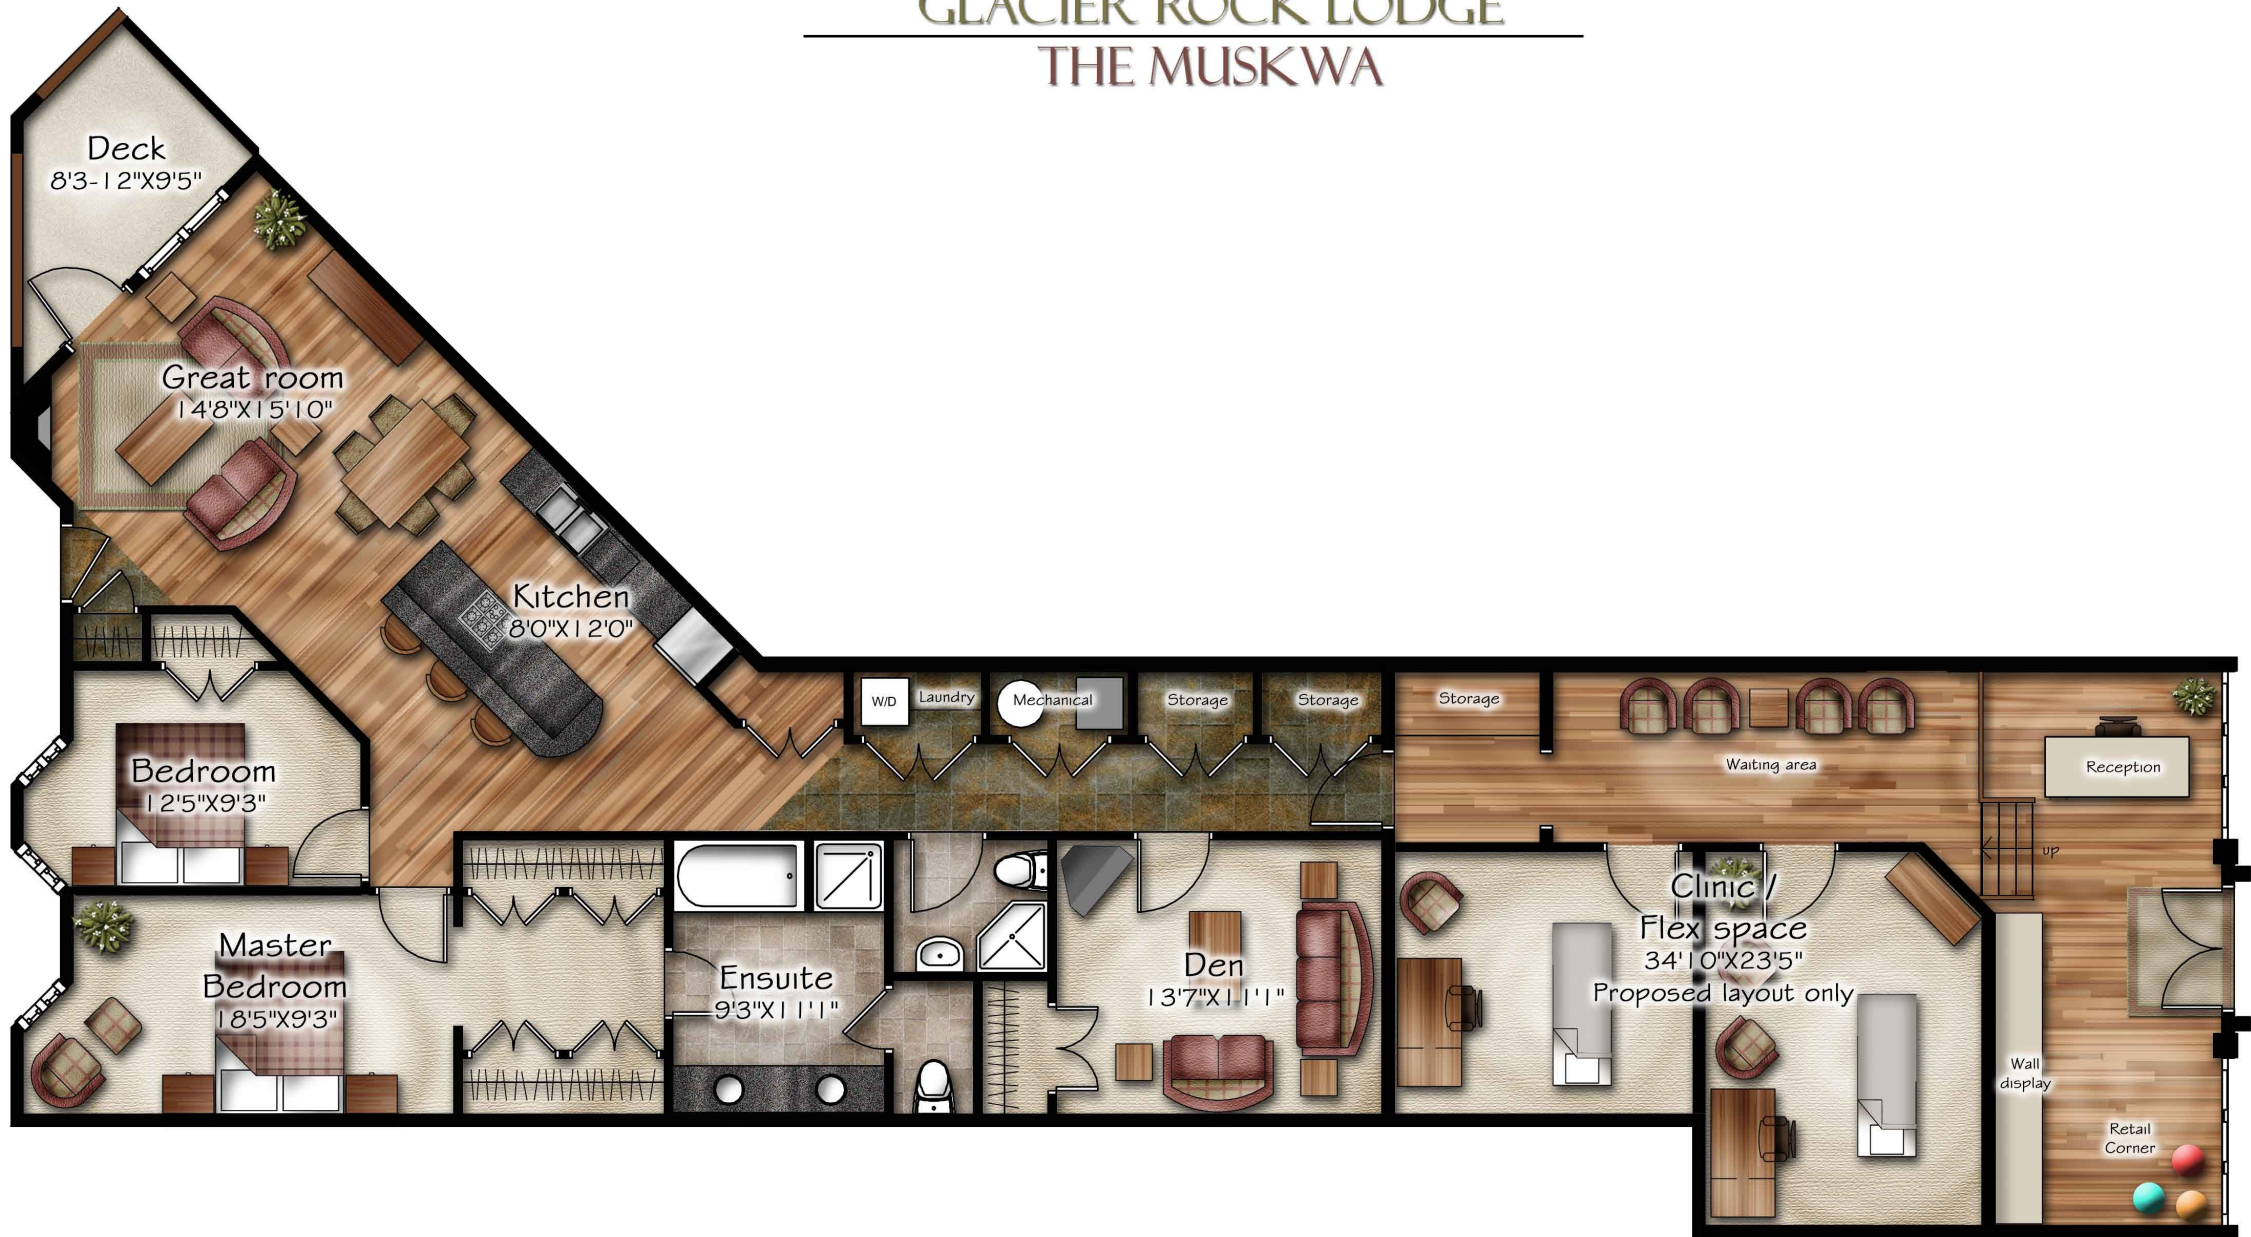 GLACIER ROCK LODGE
THE MUSKWA
Deck
8'3-12"X9'5"
Great room
14'8"X15'10"
Kitchen
8'0"X12'0"
W/D
Laundry
Mechanical
Storage
Storage
Storage
Waiting area
Reception
up
Bedroom
12'5"X9'3"
Master
Bedroom
18'5"X9'3"
Ensuite
9'3"X11'1"
Den
13'7"X11'1"
Clinic /
Flex space
34'10"X23'5"
Proposed layout only
Wall
display
Retail
Corner